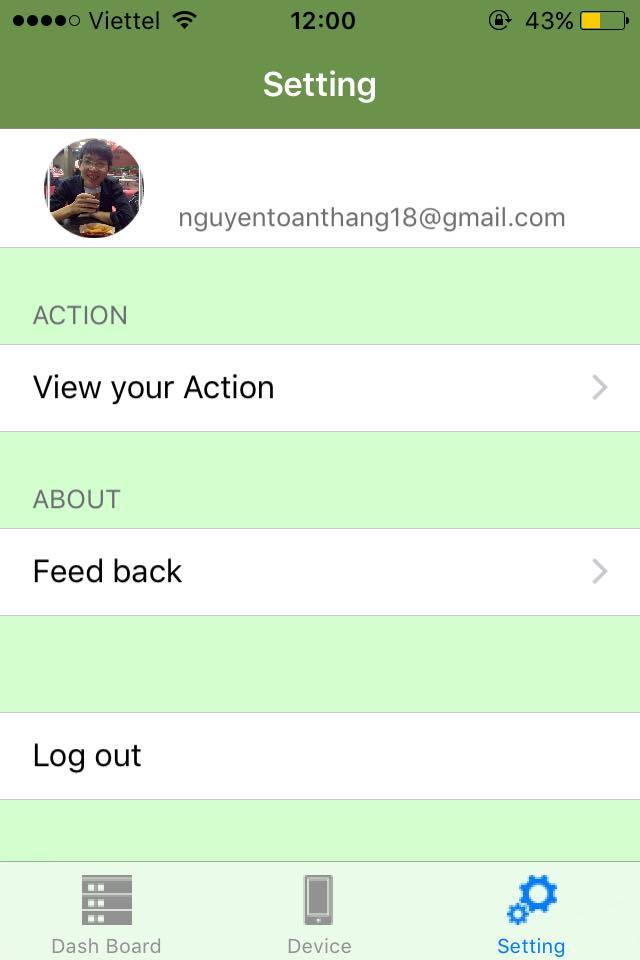 Viettel 12:00 43%
Setting
nguyentoanthang18@gmail.com
ACTION
View your Action
ABOUT
Feed back
Log out
Dash Board Device Setting